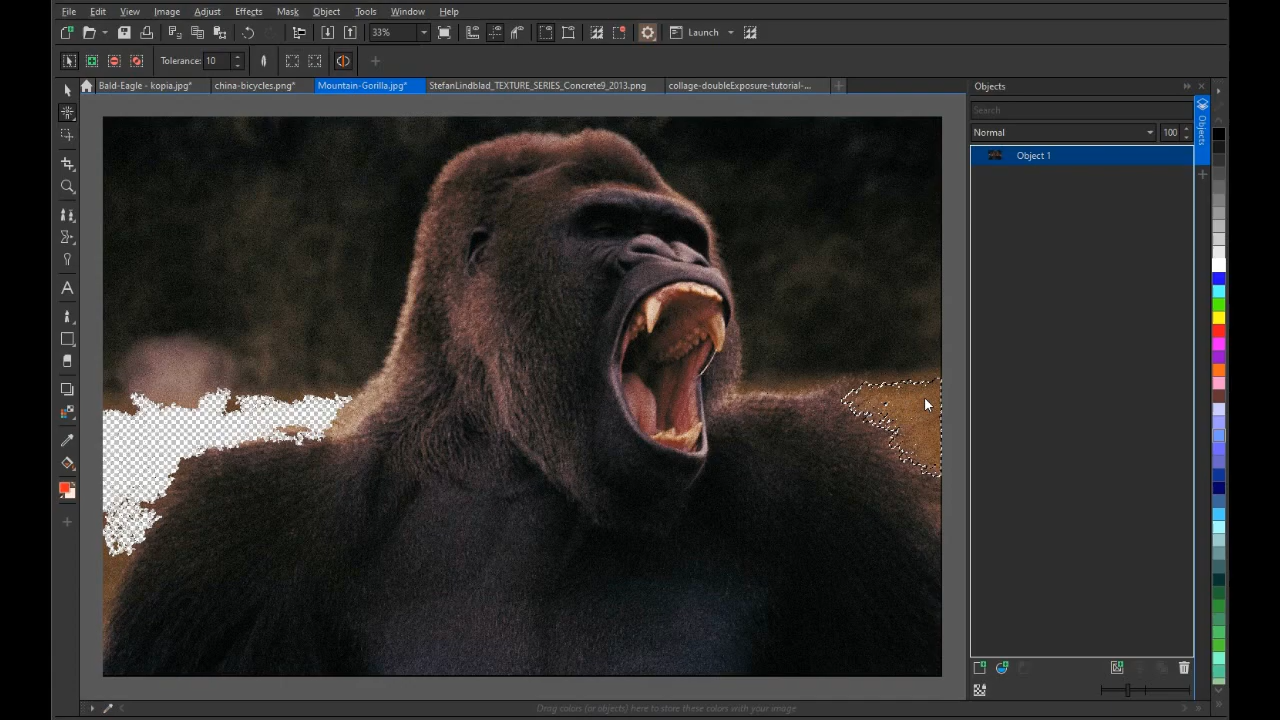 File Edit View Image Adjust Effects Mask Object Tools Window Help
33% Launch
Tolerance: 10
Bald-Eagle - kopia.jpg* china-bicycles.png* Mountain-Gorilla.jpg* StefanLindblad_TEXTURE_SERIES_Concrete9_2013.png collage-doubleExposure-tutorial-...
Objects
Search
Normal 100
Objects
Object 1
Drag colors (or objects) here to store these colors with your image